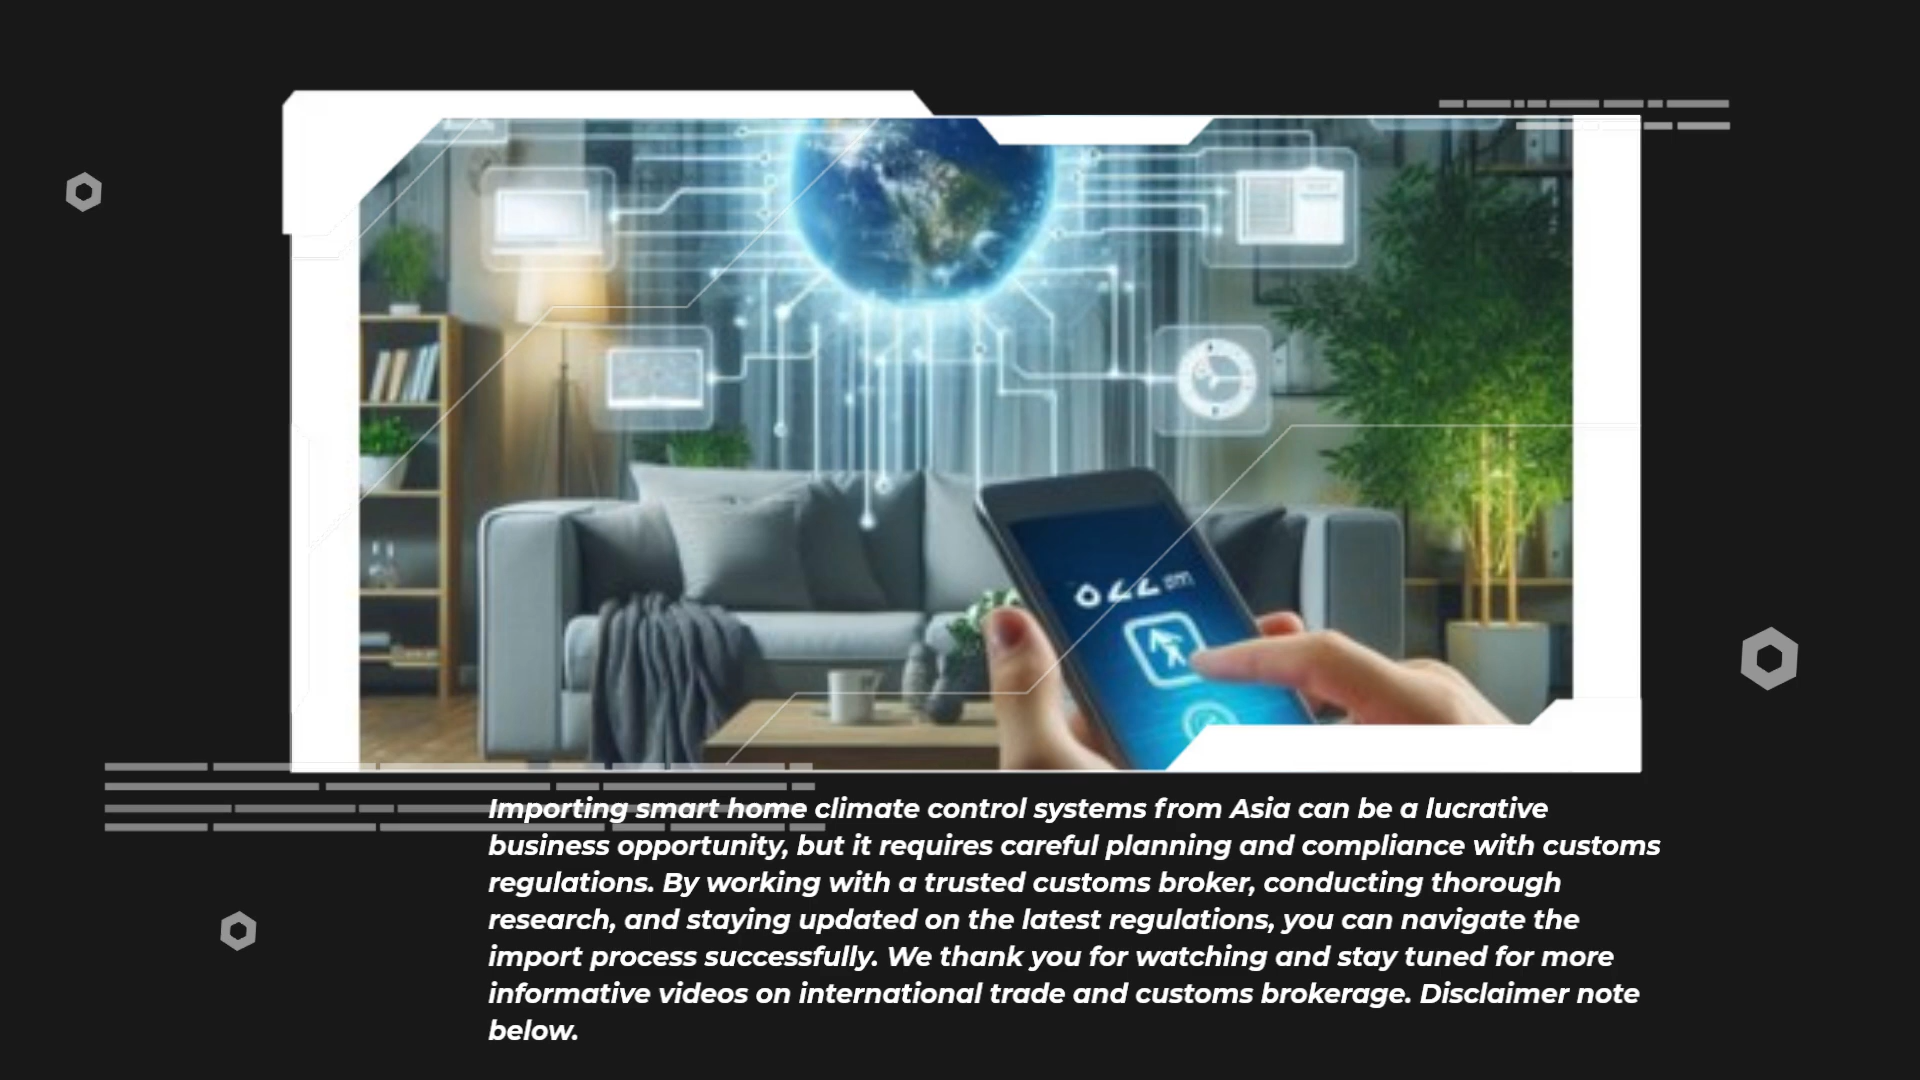 Importing smart home climate control systems from Asia can be a lucrative
business opportunity, but it requires careful planning and compliance with customs
regulations. By working with a trusted customs broker, conducting thorough
research, and staying updated on the latest regulations, you can navigate the
import process successfully. We thank you for watching and stay tuned for more
informative videos on international trade and customs brokerage. Disclaimer note
below.